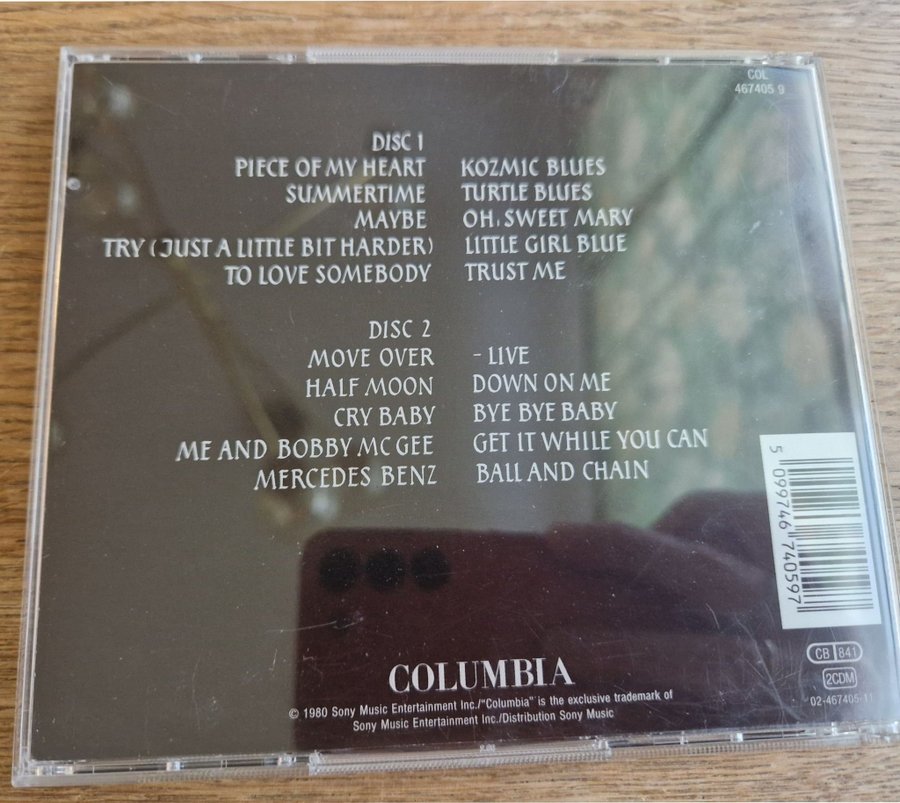 COL
467405 9
DISC 1
PIECE OF MY HEART KOZMIC BLUES
SUMMERTIME TURTLE BLUES
MAYBE OH, SWEET MARY
TRY (JUST A LITTLE BIT HARDER) LITTLE GIRL BLUE
TO LOVE SOMEBODY TRUST ME
DISC 2
MOVE OVER - LIVE
HALF MOON DOWN ON ME
CRY BABY BYE BYE BABY
ME AND BOBBY MC GEE GET IT WHILE YOU CAN
MERCEDES BENZ BALL AND CHAIN
5 099746 740597
COLUMBIA
© 1980 Sony Music Entertainment Inc./"Columbia" is the exclusive trademark of
Sony Music Entertainment Inc./Distribution Sony Music
CB 841
2CDM
02-467405-11